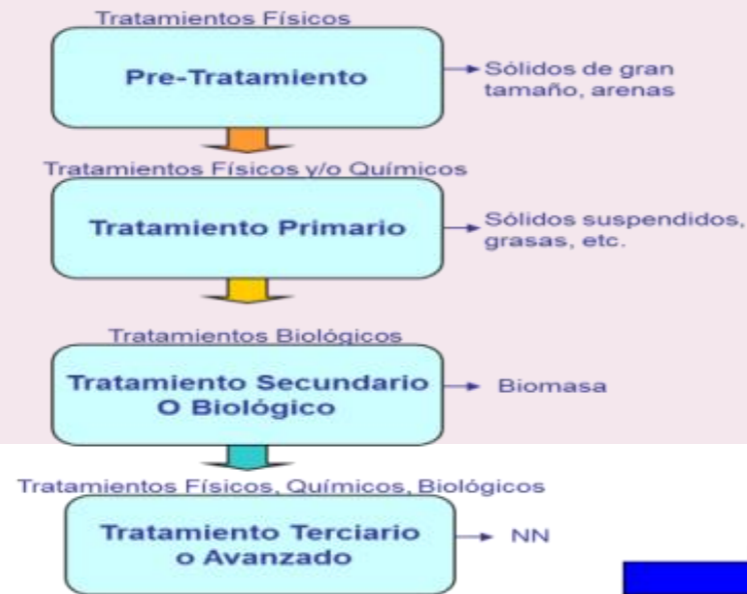 Tratamientos Físicos
Pre-Tratamiento
Sólidos de gran
tamaño, arenas
Tratamientos Físicos y/o Químicos
Tratamiento Primario
Sólidos suspendidos,
grasas, etc.
Tratamientos Biológicos
Tratamiento Secundario
O Biológico
Biomasa
Tratamientos Físicos, Químicos, Biológicos
Tratamiento Terciario
o Avanzado
NN